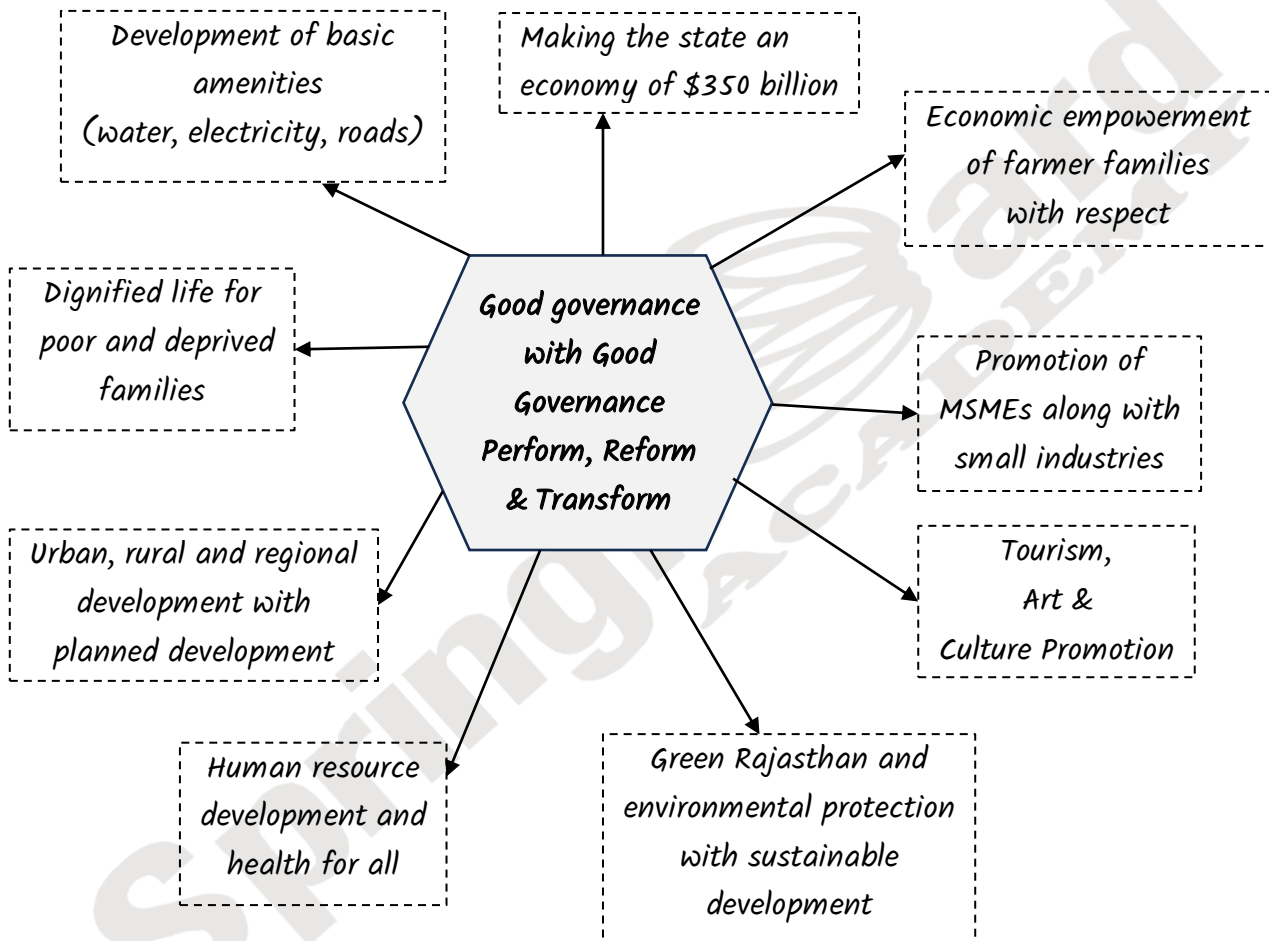 Development of basic
amenities
(water, electricity, roads)
Making the state an
economy of $350 billion
Economic empowerment
of farmer families
with respect
Dignified life for
poor and deprived
families
Good governance
with Good
Governance
Perform, Reform
& Transform
Promotion of
MSMEs along with
small industries
Urban, rural and regional
development with
planned development
Tourism,
Art &
Culture Promotion
Human resource
development and
health for all
Green Rajasthan and
environmental protection
with sustainable
development
ACADEMY